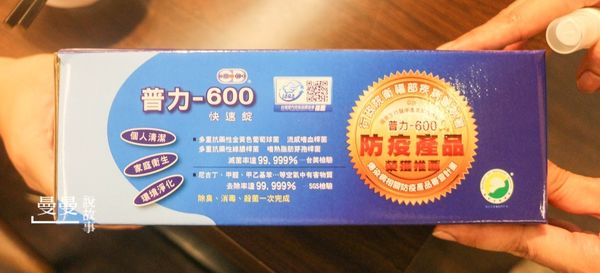 普力-600
快速錠
個人清潔
家庭衛生
環境淨化
多重抗藥性金黃色葡萄球菌 流感嗜血桿菌
多重抗藥性綠膿桿菌 嗜熱脂肪芽孢桿菌
滅菌率達99.999% 台美檢驗
尼古丁、甲醛、甲乙基苯…等空氣中有害物質
去除率達99.999% SGS檢驗
除臭、消毒、殺菌一次完成
普力-600
防疫產品
榮獲推薦
曼曼
說故事